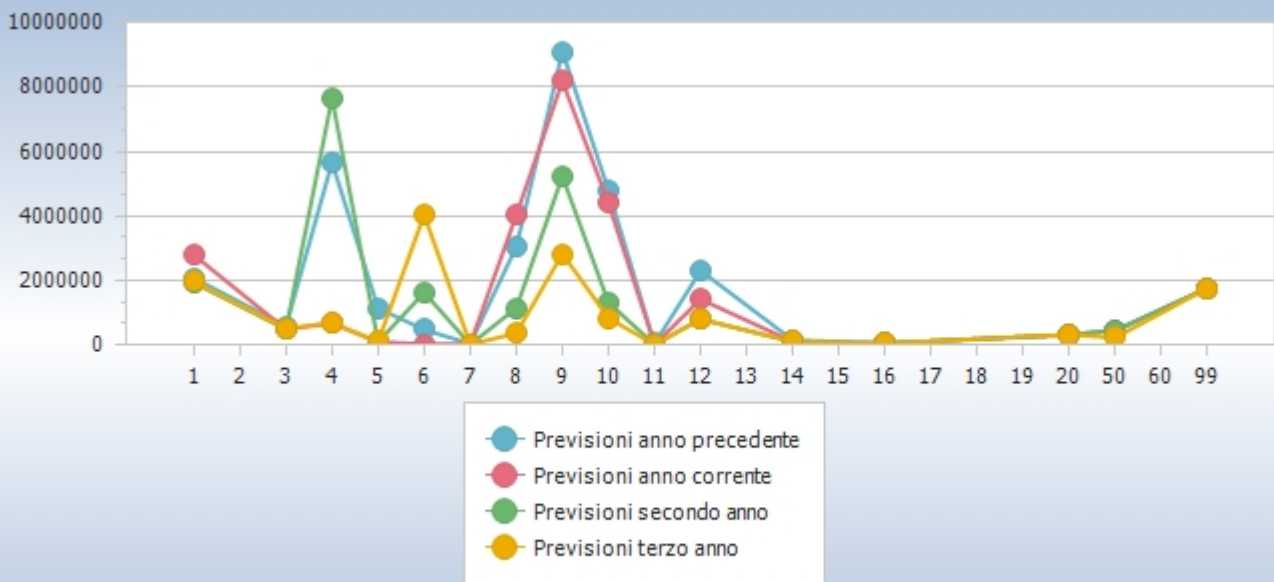 10000000
8000000
6000000
4000000
2000000
0
1 2 3 4 5 6 7 8 9 10 11 12 13 14 15 16 17 18 19 20 50 60 99
Previsioni anno precedente
Previsioni anno corrente
Previsioni secondo anno
Previsioni terzo anno